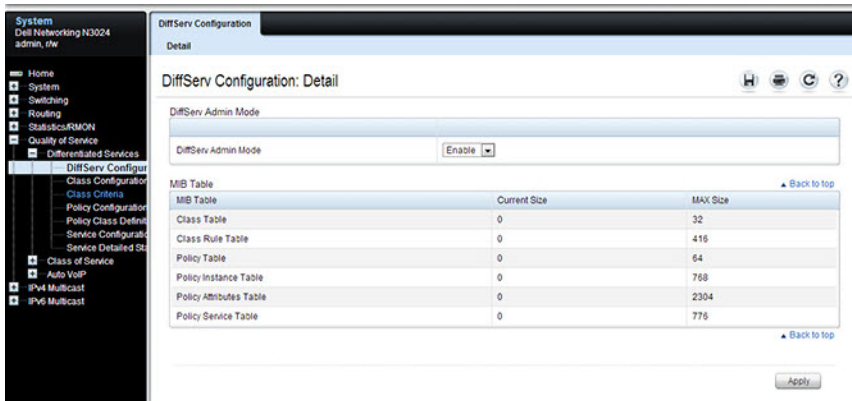 System
Dell Networking N3024
admin, r/w
Home
System
Switching
Routing
Statistics/RMON
Quality of Service
Differentiated Services
DiffServ Configur
Class Configuration
Class Criteria
Policy Configuration
Policy Class Definit
Service Configuratio
Service Detailed Sta
Class of Service
Auto VoIP
IPv4 Multicast
IPv6 Multicast
DiffServ Configuration
Detail
DiffServ Configuration: Detail
DiffServ Admin Mode
DiffServ Admin Mode Enable
MIB Table Back to top
MIB Table Current Size MAX Size
Class Table 0 32
Class Rule Table 0 416
Policy Table 0 64
Policy Instance Table 0 768
Policy Attributes Table 0 2304
Policy Service Table 0 776
Back to top
Apply